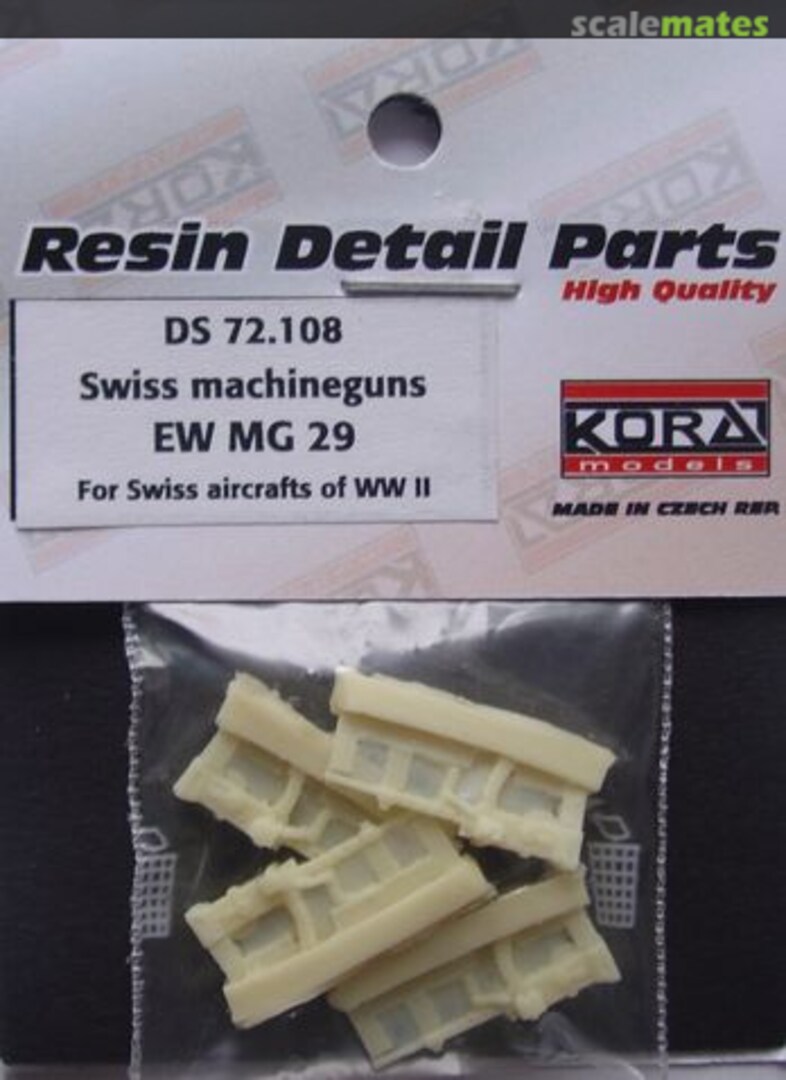 scalemates
Resin Detail Parts
High Quality
DS 72.108
Swiss machineguns
EW MG 29
For Swiss aircrafts of WW II
KORA
models
MADE IN CZECH REP.